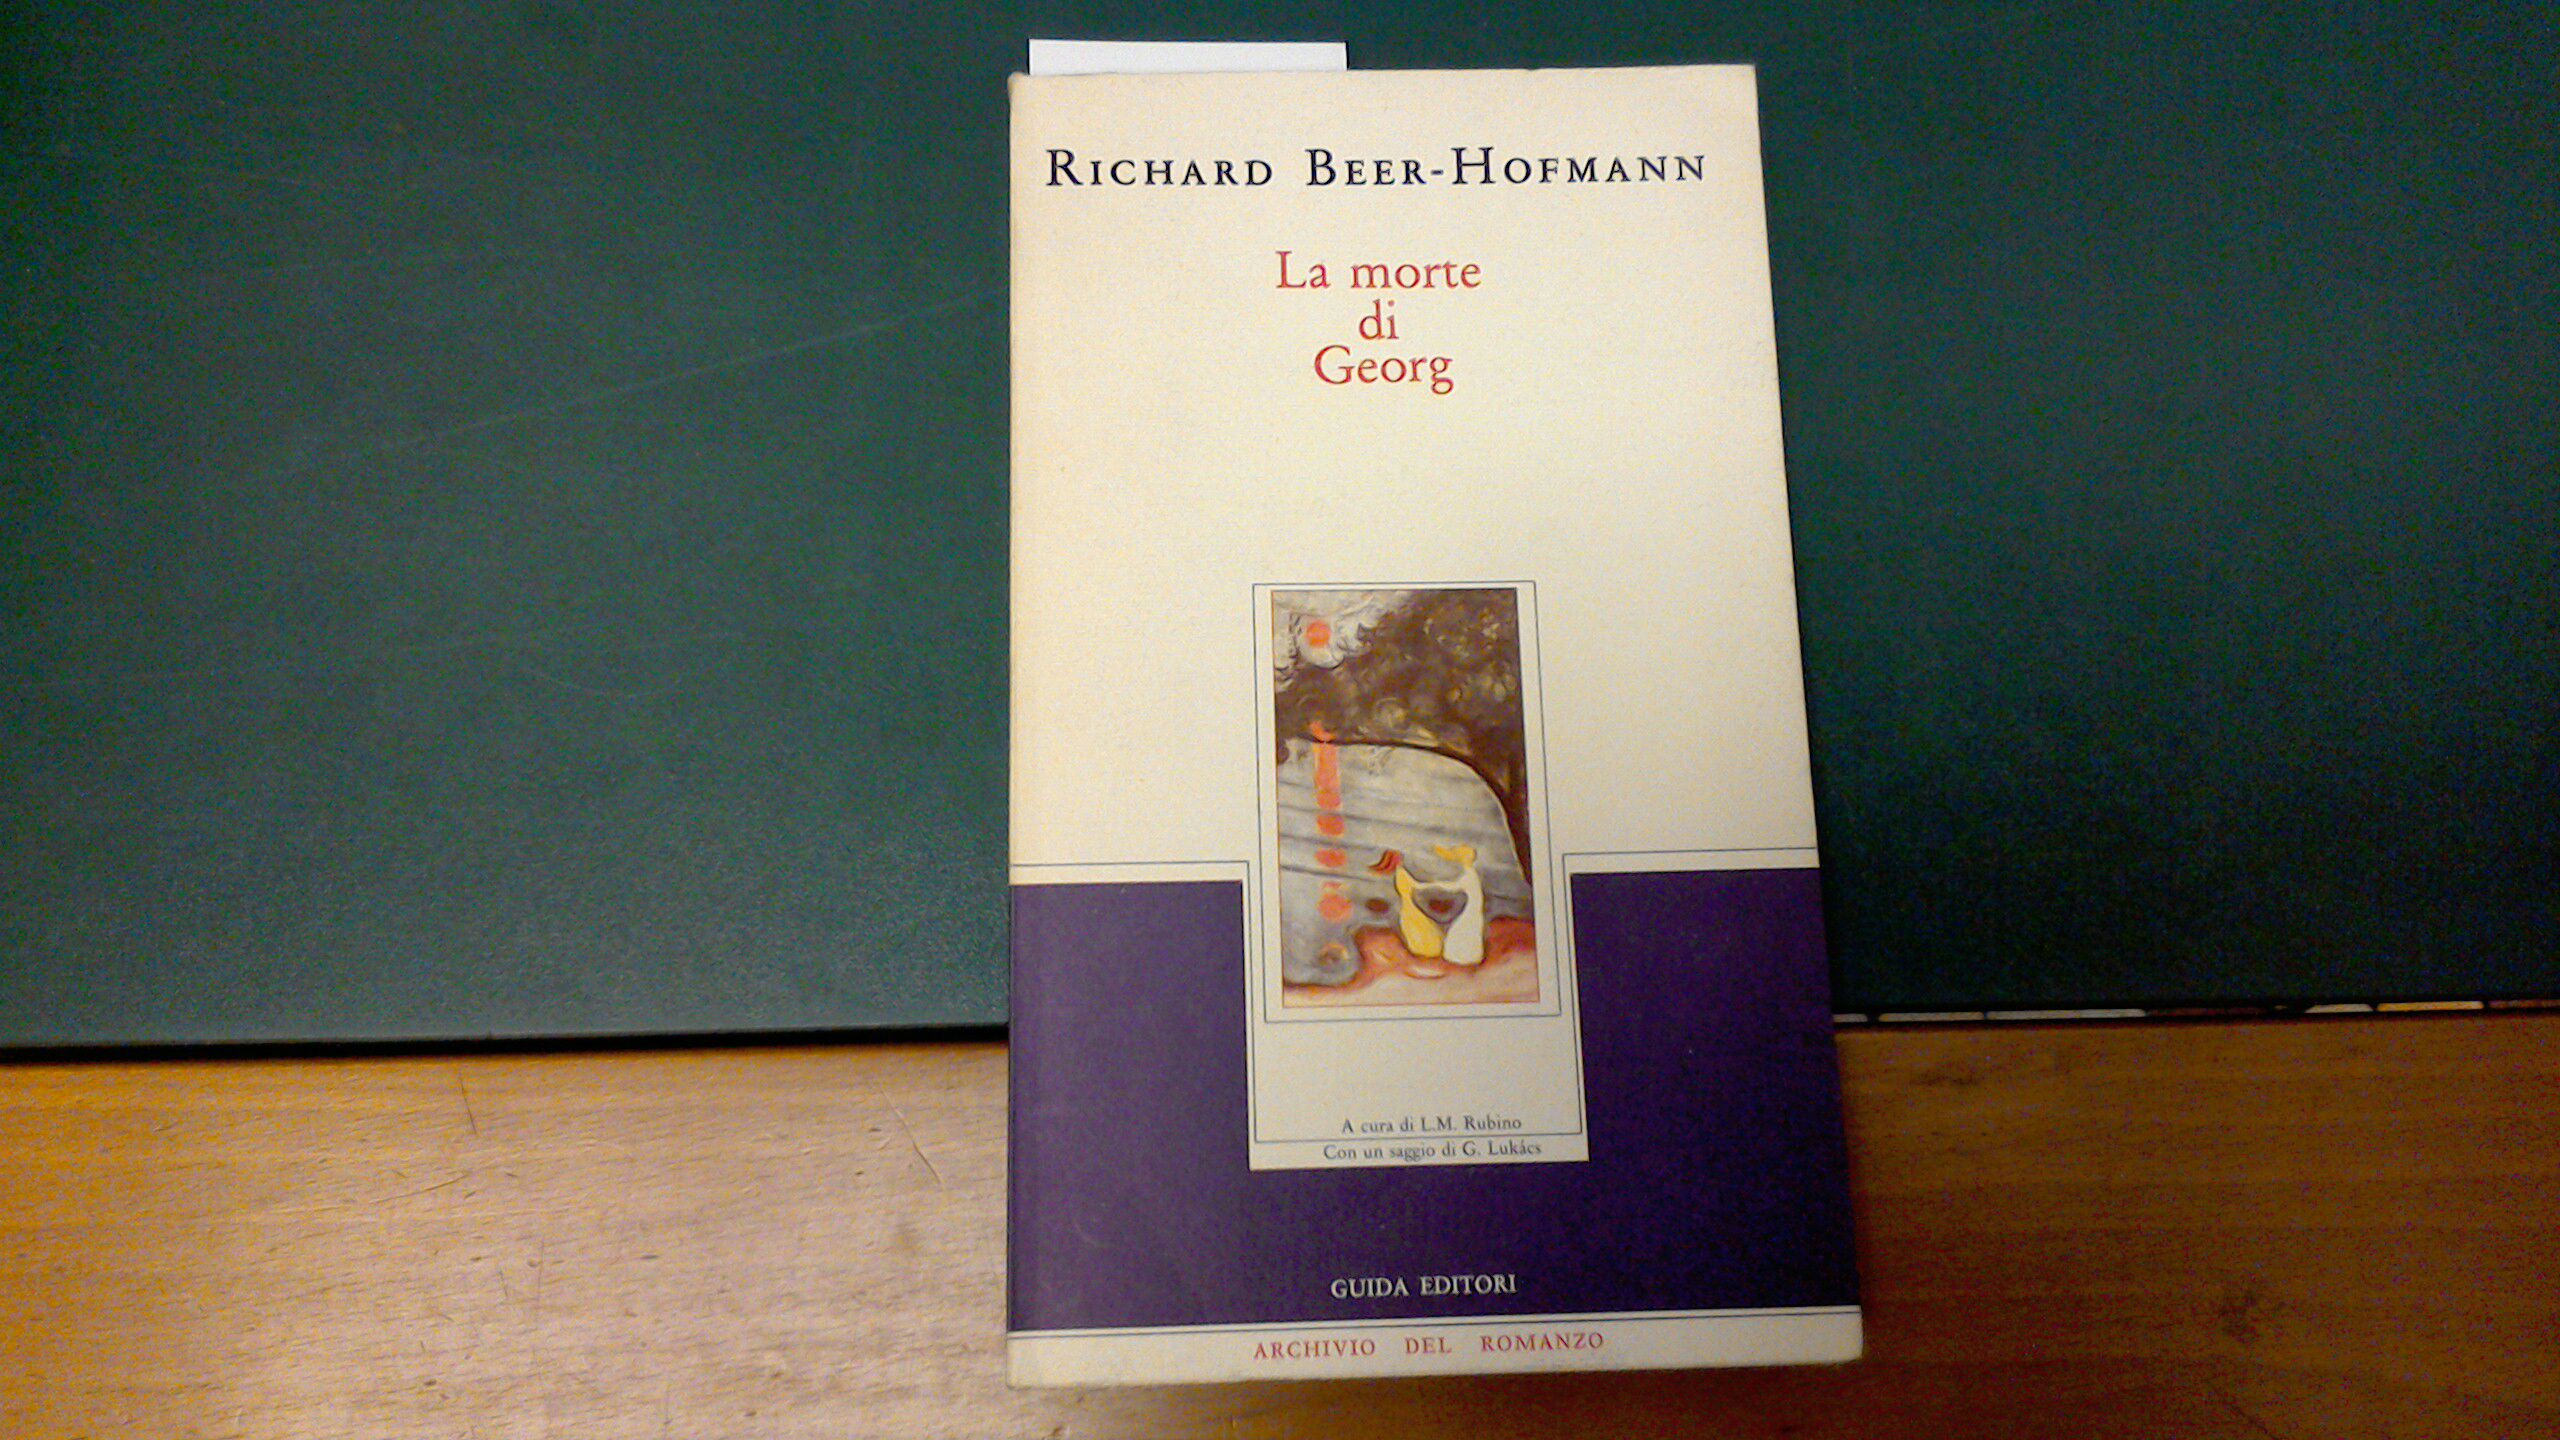 RICHARD BEER-HOFMANN
La morte
di
Georg
A cura di L.M. Rubino
Con un saggio di G. Lukács
GUIDA EDITORI
ARCHIVIO DEL ROMANZO